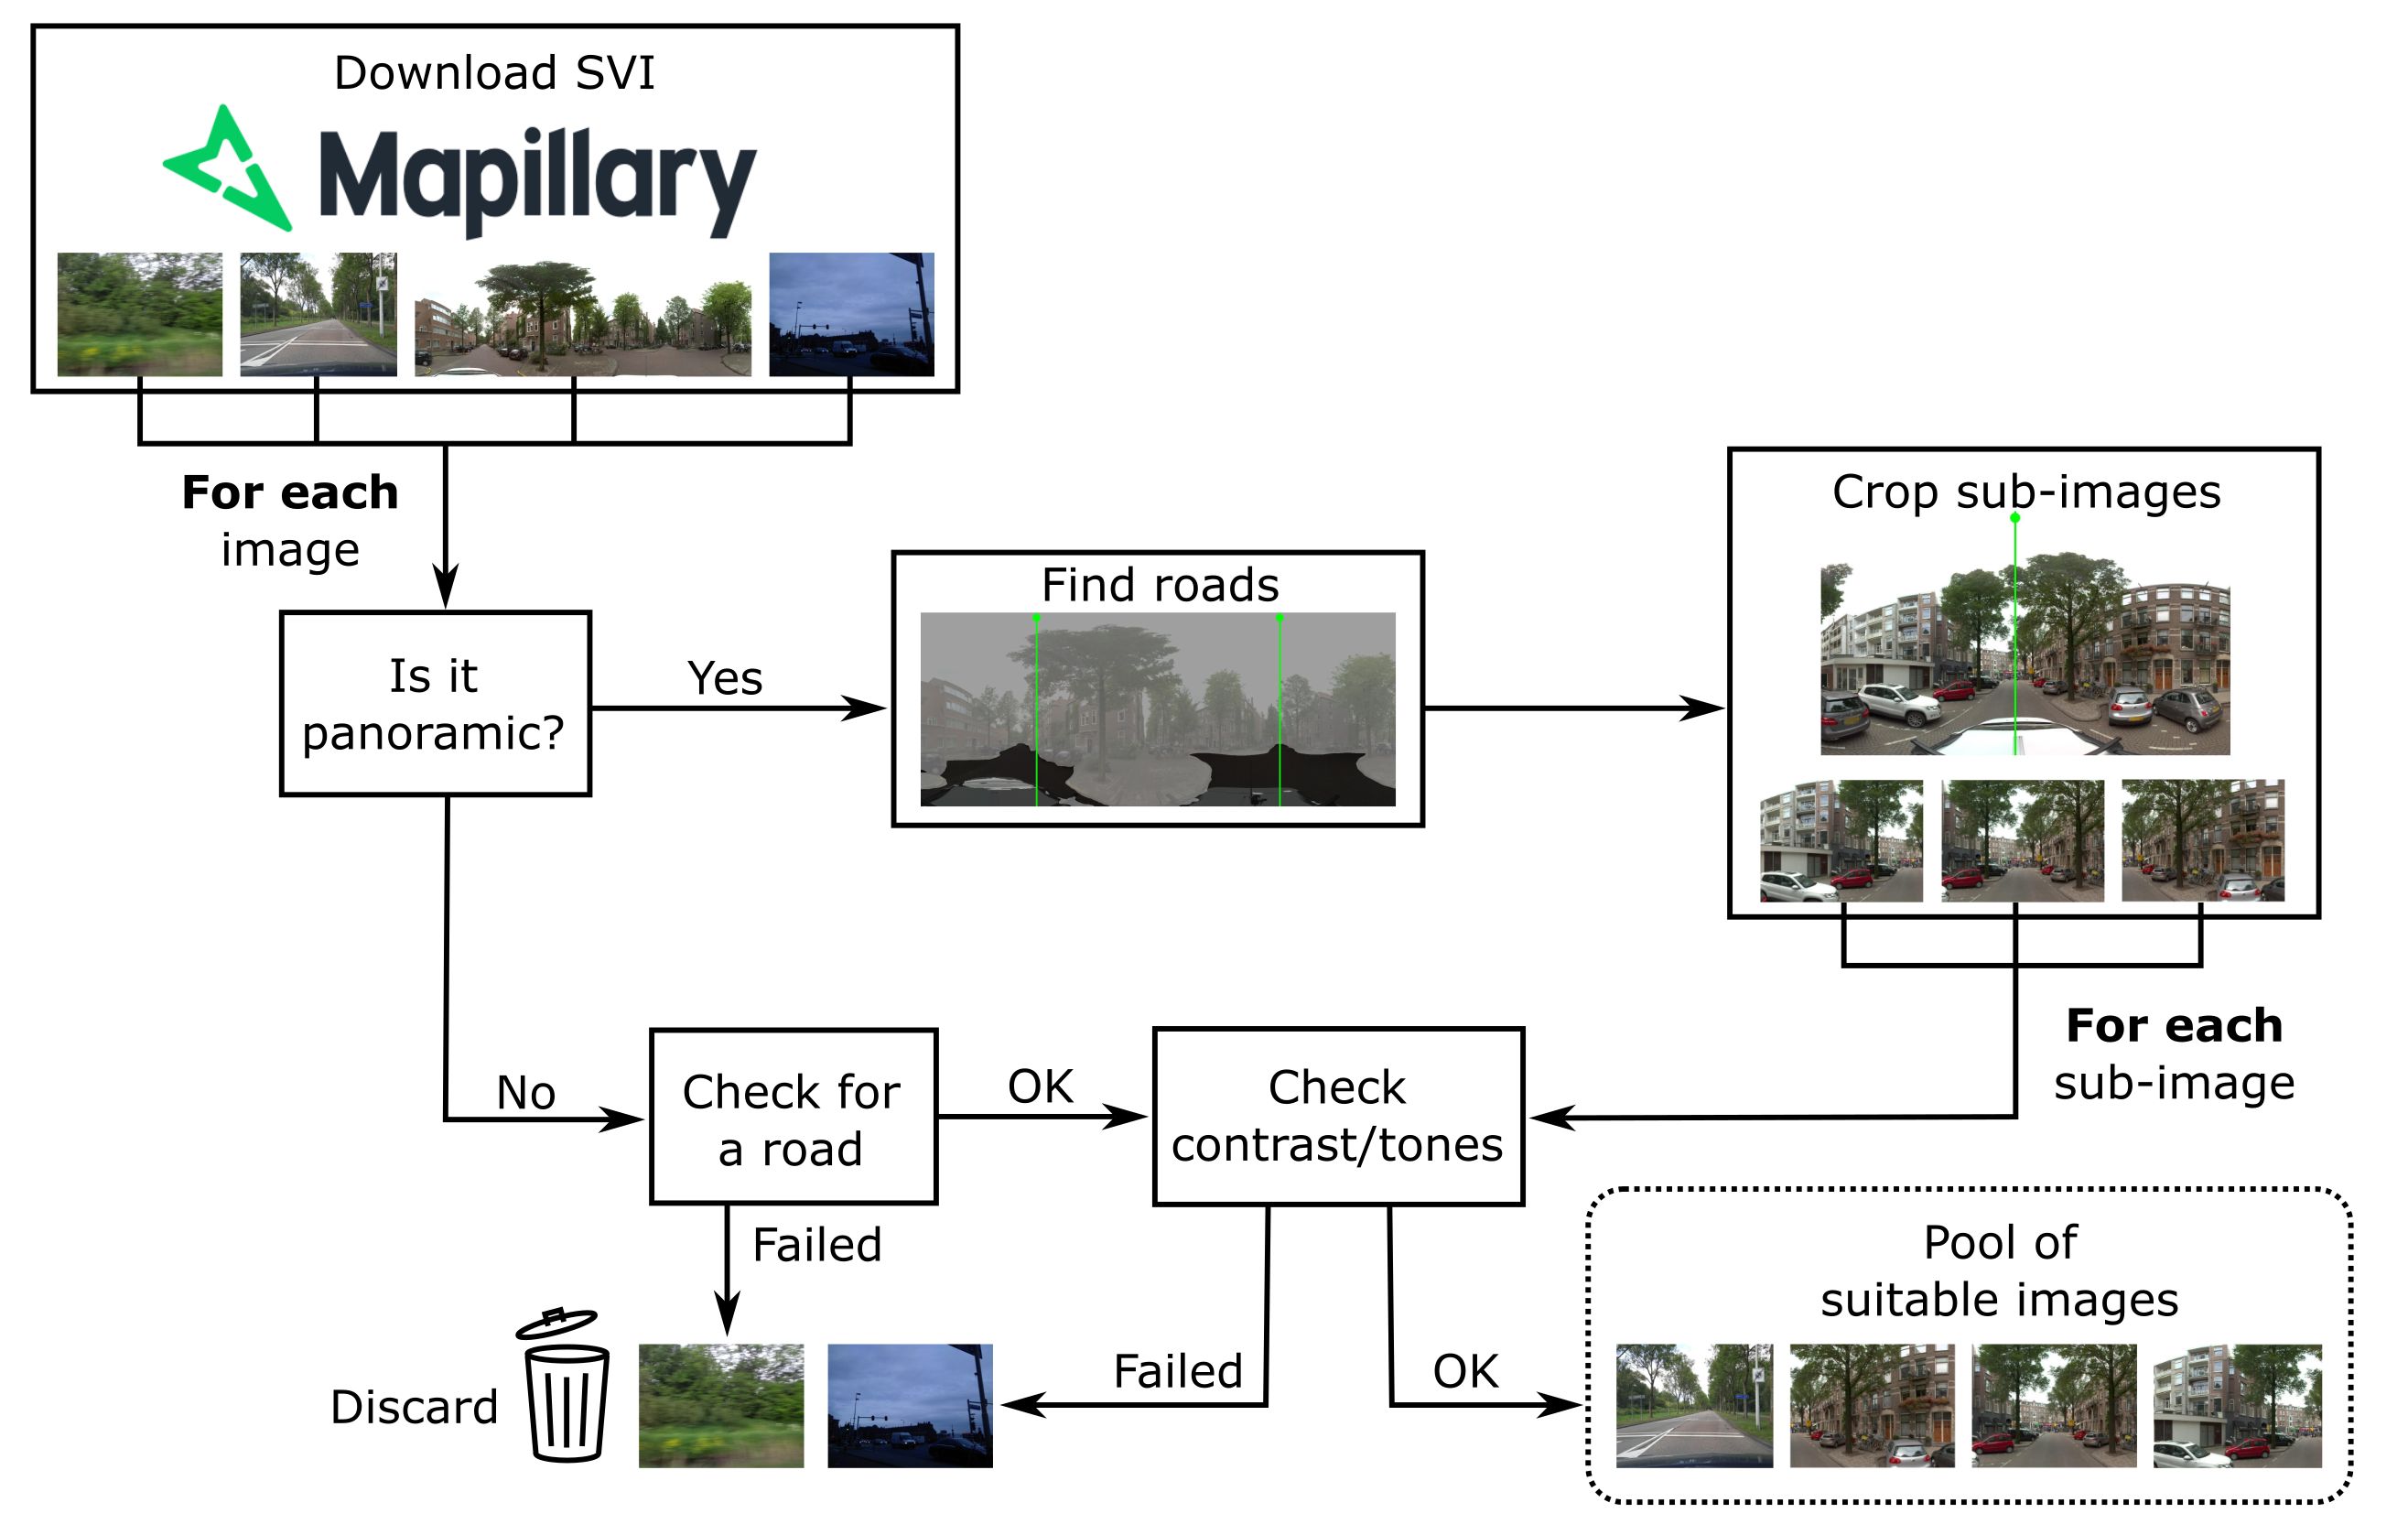 Download SVI
Mapillary
For each
image
Is it
panoramic?
Yes
Find roads
Crop sub-images
For each
sub-image
No
Check for
a road
OK
Check
contrast/tones
Failed
Discard
Failed
OK
Pool of
suitable images